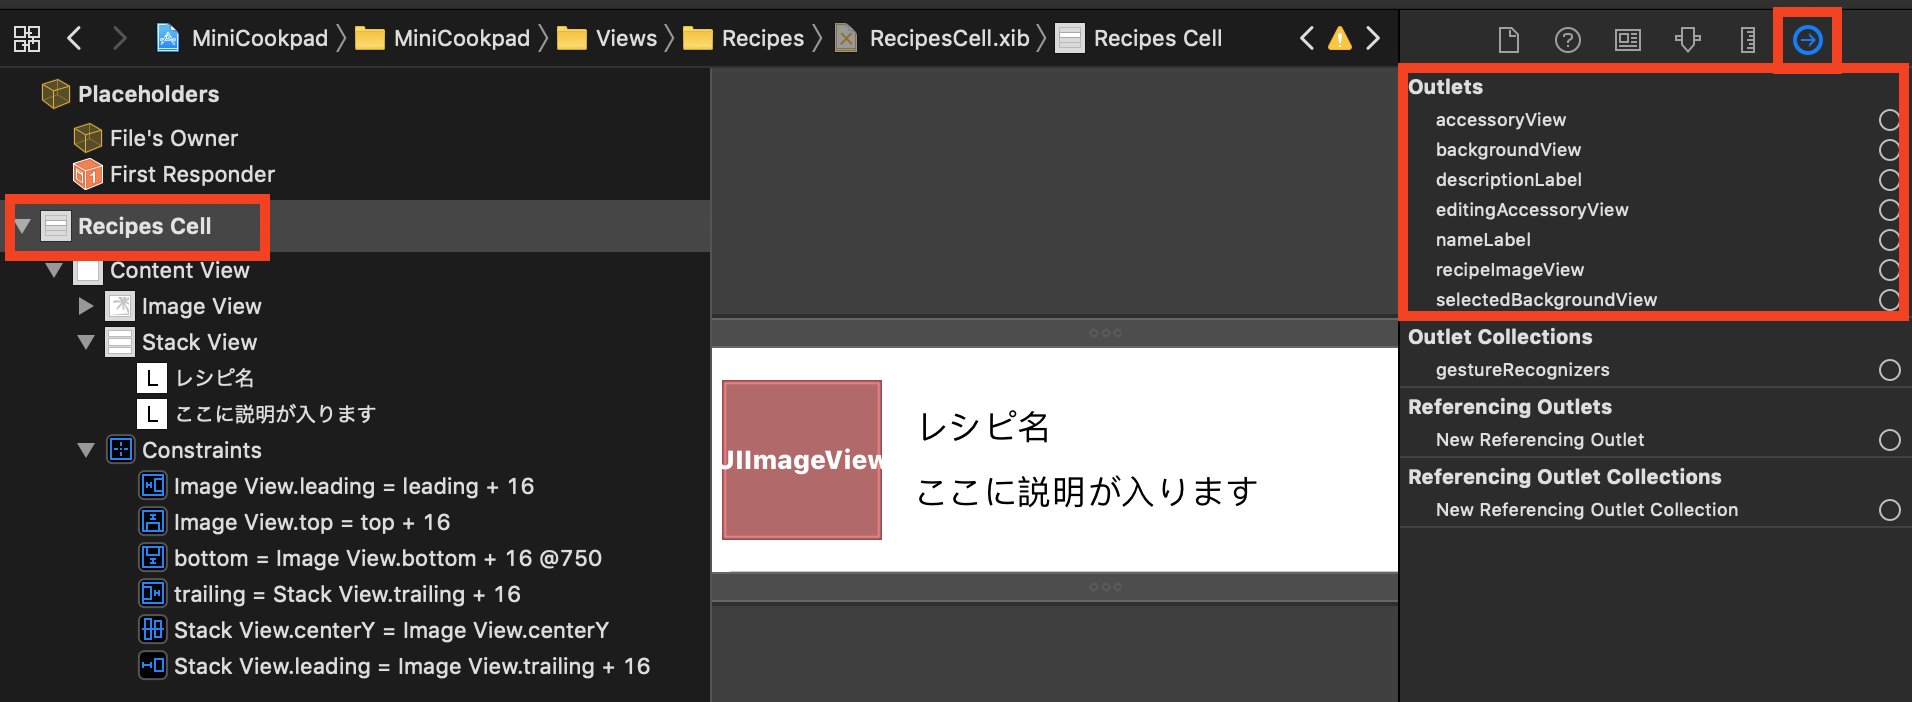 MiniCookpad MiniCookpad Views Recipes RecipesCell.xib Recipes Cell
Placeholders
File's Owner
First Responder
Recipes Cell
Content View
Image View
Stack View
L レシピ名
L ここに説明が入ります
Constraints
Image View.leading = leading + 16
Image View.top = top + 16
bottom = Image View.bottom + 16 @750
trailing = Stack View.trailing + 16
Stack View.centerY = Image View.centerY
Stack View.leading = Image View.trailing + 16
UIImageView
レシピ名
ここに説明が入ります
Outlets
accessoryView
backgroundView
descriptionLabel
editingAccessoryView
nameLabel
recipeImageView
selectedBackgroundView
Outlet Collections
gestureRecognizers
Referencing Outlets
New Referencing Outlet
Referencing Outlet Collections
New Referencing Outlet Collection